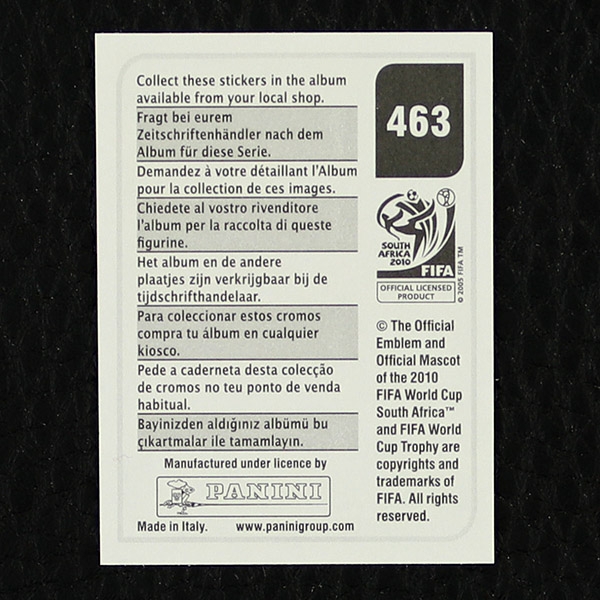 Collect these stickers in the album
available from your local shop.
Fragt bei eurem
Zeitschriftenhändler nach dem
Album für diese Serie.
Demandez à votre détaillant l'Album
pour la collection de ces images.
Chiedete al vostro rivenditore
l'album per la raccolta di queste
figurine.
Het album en de andere
plaatjes zijn verkrijgbaar bij de
tijdschrifthandelaar.
Para coleccionar estos cromos
compra tu álbum en cualquier
kiosco.
Pede a caderneta desta colecção
de cromos no teu ponto de venda
habitual.
Bayinizden aldığınız albümü bu
çıkartmalar ile tamamlayın.
Manufactured under licence by
PANINI
Made in Italy. www.paninigroup.com
463
SOUTH
AFRICA
2010
FIFA
OFFICIAL LICENSED
PRODUCT
© 2005 FIFA TM
© The Official
Emblem and
Official Mascot
of the 2010
FIFA World Cup
South Africa™
and FIFA World
Cup Trophy are
copyrights and
trademarks of
FIFA. All rights
reserved.